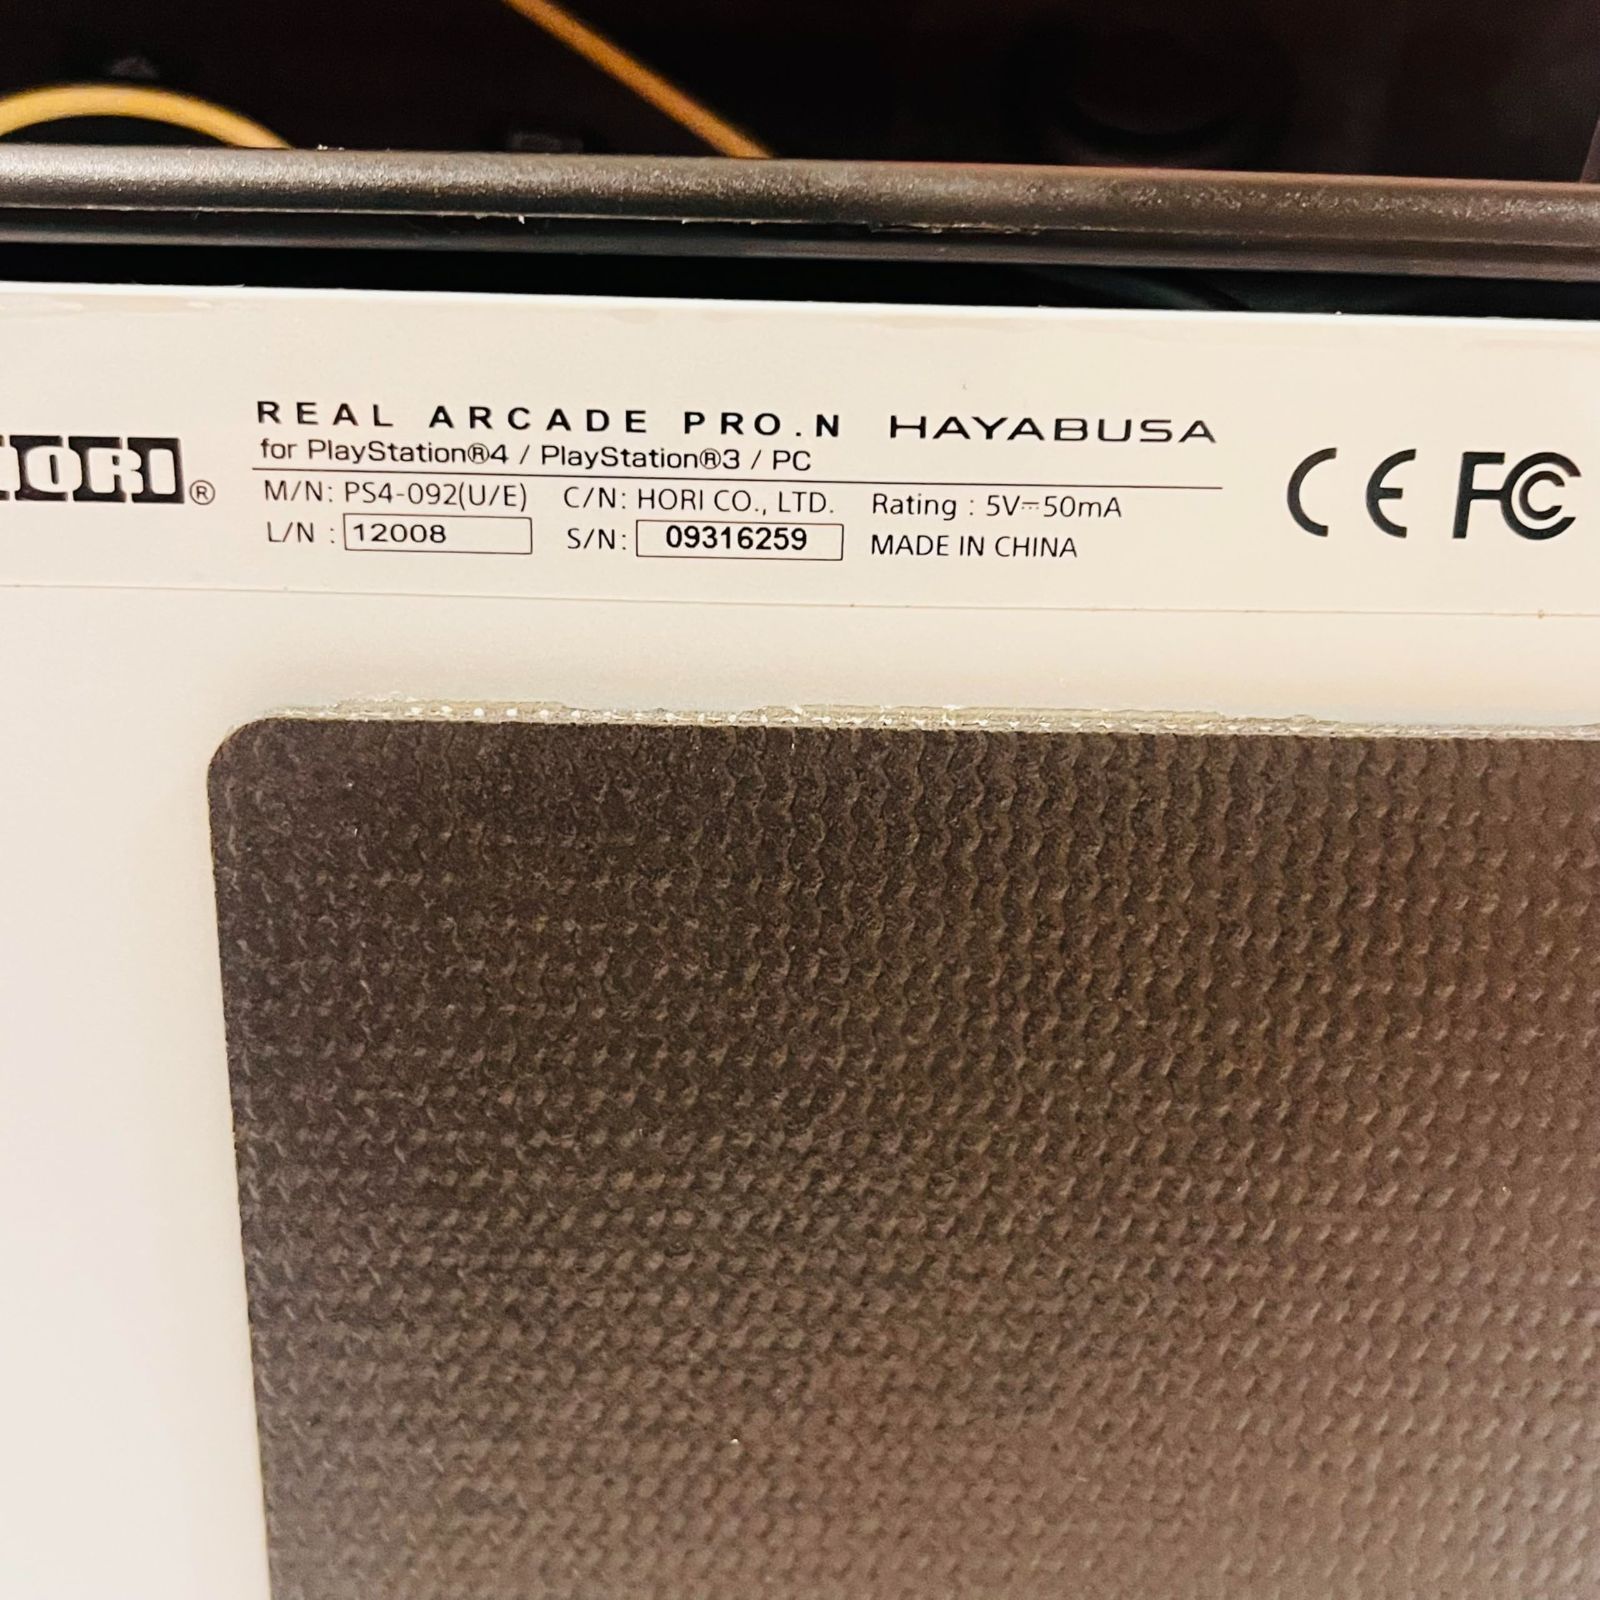 HORI®
REAL ARCADE PRO.N HAYABUSA
for PlayStation®4 / PlayStation®3 / PC
M/N: PS4-092(U/E) C/N: HORI CO., LTD. Rating : 5V⎓50mA
L/N : 12008 S/N: 09316259 MADE IN CHINA
CE FC